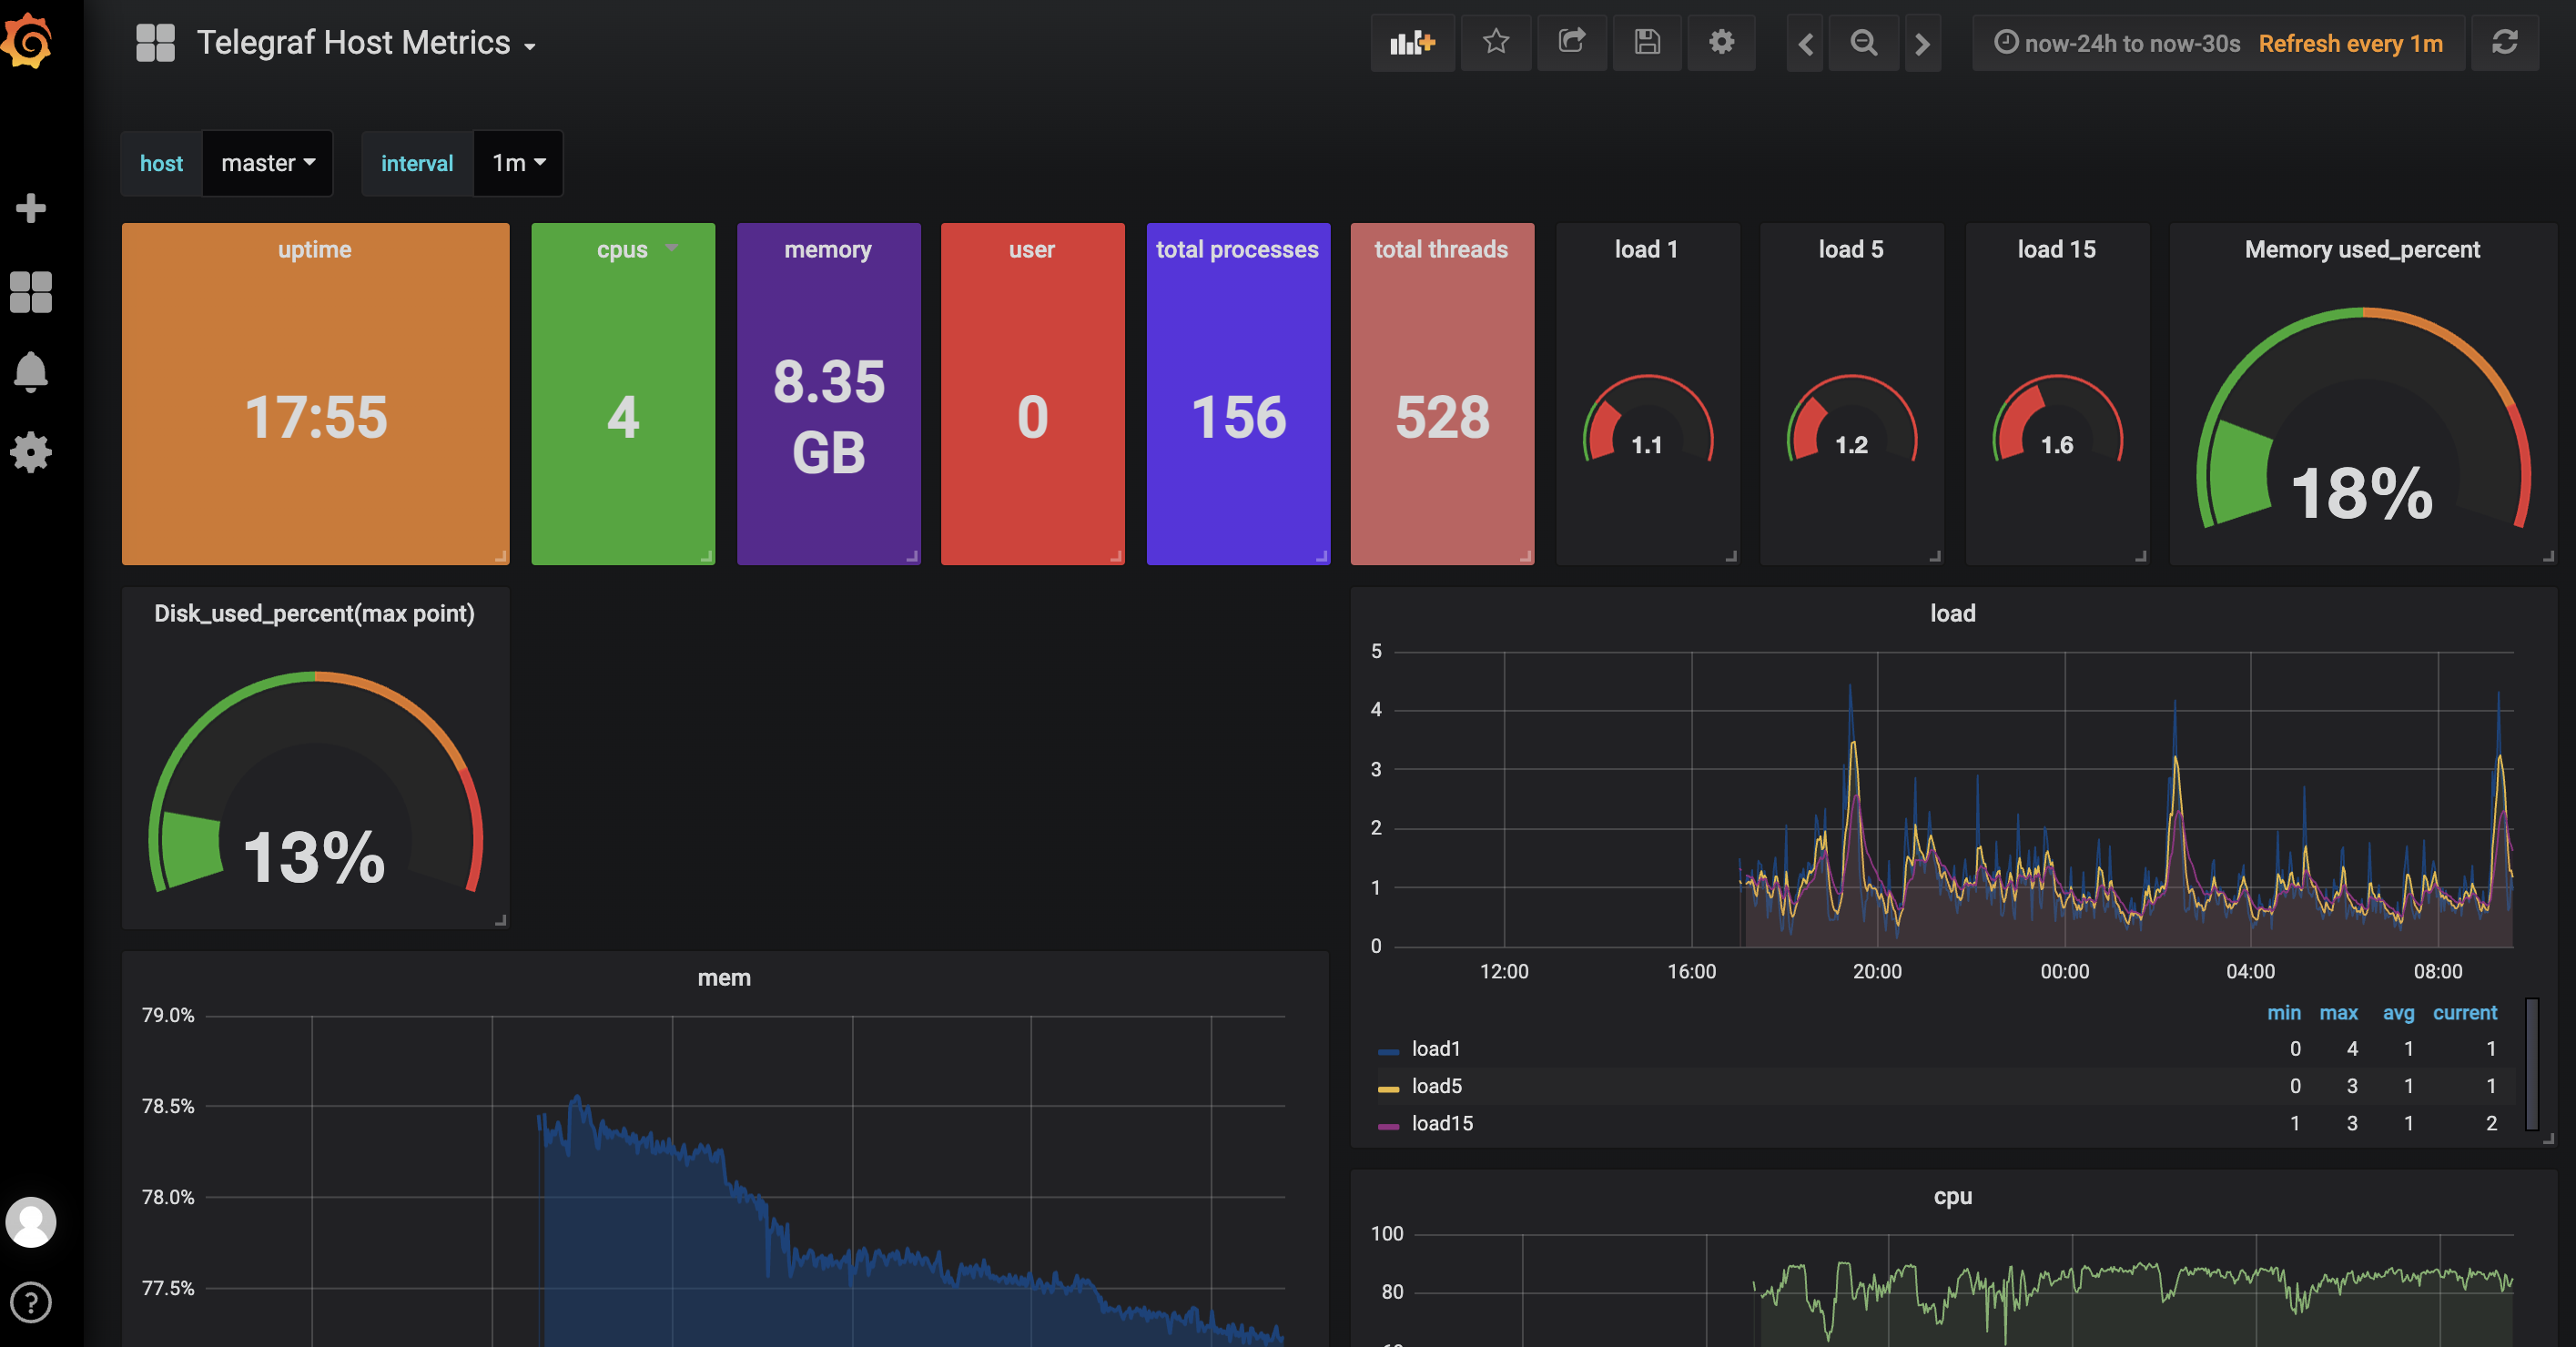 Telegraf Host Metrics
now-24h to now-30s Refresh every 1m
host master interval 1m
uptime
17:55
cpus
4
memory
8.35
GB
user
0
total processes
156
total threads
528
load 1
1.1
load 5
1.2
load 15
1.6
Memory used_percent
18%
Disk_used_percent(max point)
13%
load
5
4
3
2
1
0
12:00 16:00 20:00 00:00 04:00 08:00
min max avg current
load1 0 4 1 1
load5 0 3 1 1
load15 1 3 1 2
mem
79.0%
78.5%
78.0%
77.5%
cpu
100
80